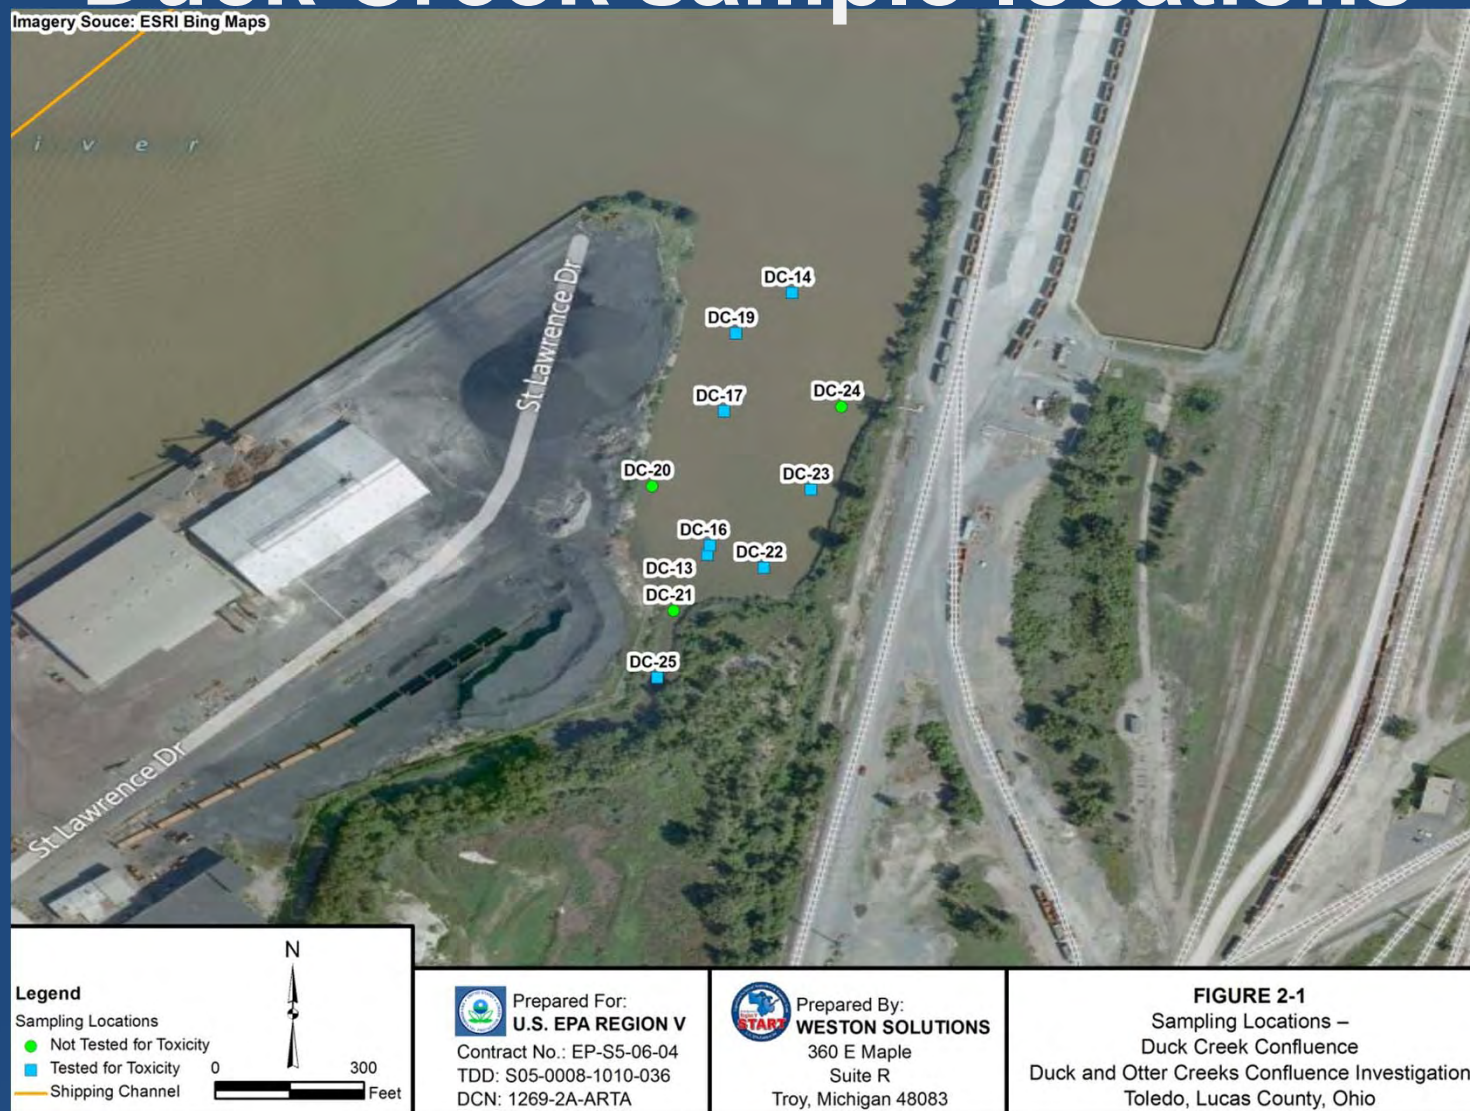 Duck Creek sample locations
Imagery Souce: ESRI Bing Maps
i v e r
DC-14
DC-19
St Lawrence Dr
DC-17
DC-24
DC-20
DC-23
DC-16
DC-22
DC-13
DC-21
DC-25
St Lawrence Dr
Legend
Sampling Locations
Not Tested for Toxicity
Tested for Toxicity
Shipping Channel
N
0 300
Feet
Prepared For:
U.S. EPA REGION V
Contract No.: EP-S5-06-04
TDD: S05-0008-1010-036
DCN: 1269-2A-ARTA
START
Prepared By:
WESTON SOLUTIONS
360 E Maple
Suite R
Troy, Michigan 48083
FIGURE 2-1
Sampling Locations –
Duck Creek Confluence
Duck and Otter Creeks Confluence Investigation
Toledo, Lucas County, Ohio